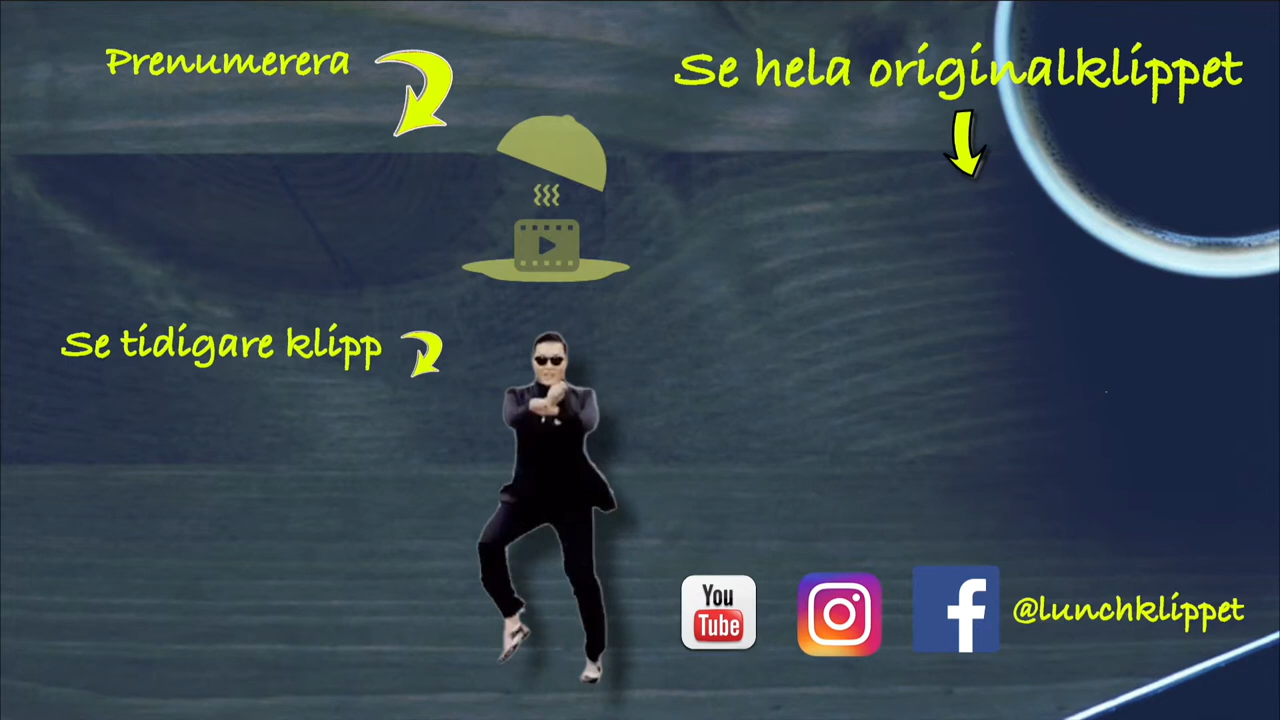 Prenumerera
Se hela originalklippet
Se tidigare klipp
You
Tube
@lunchklippet